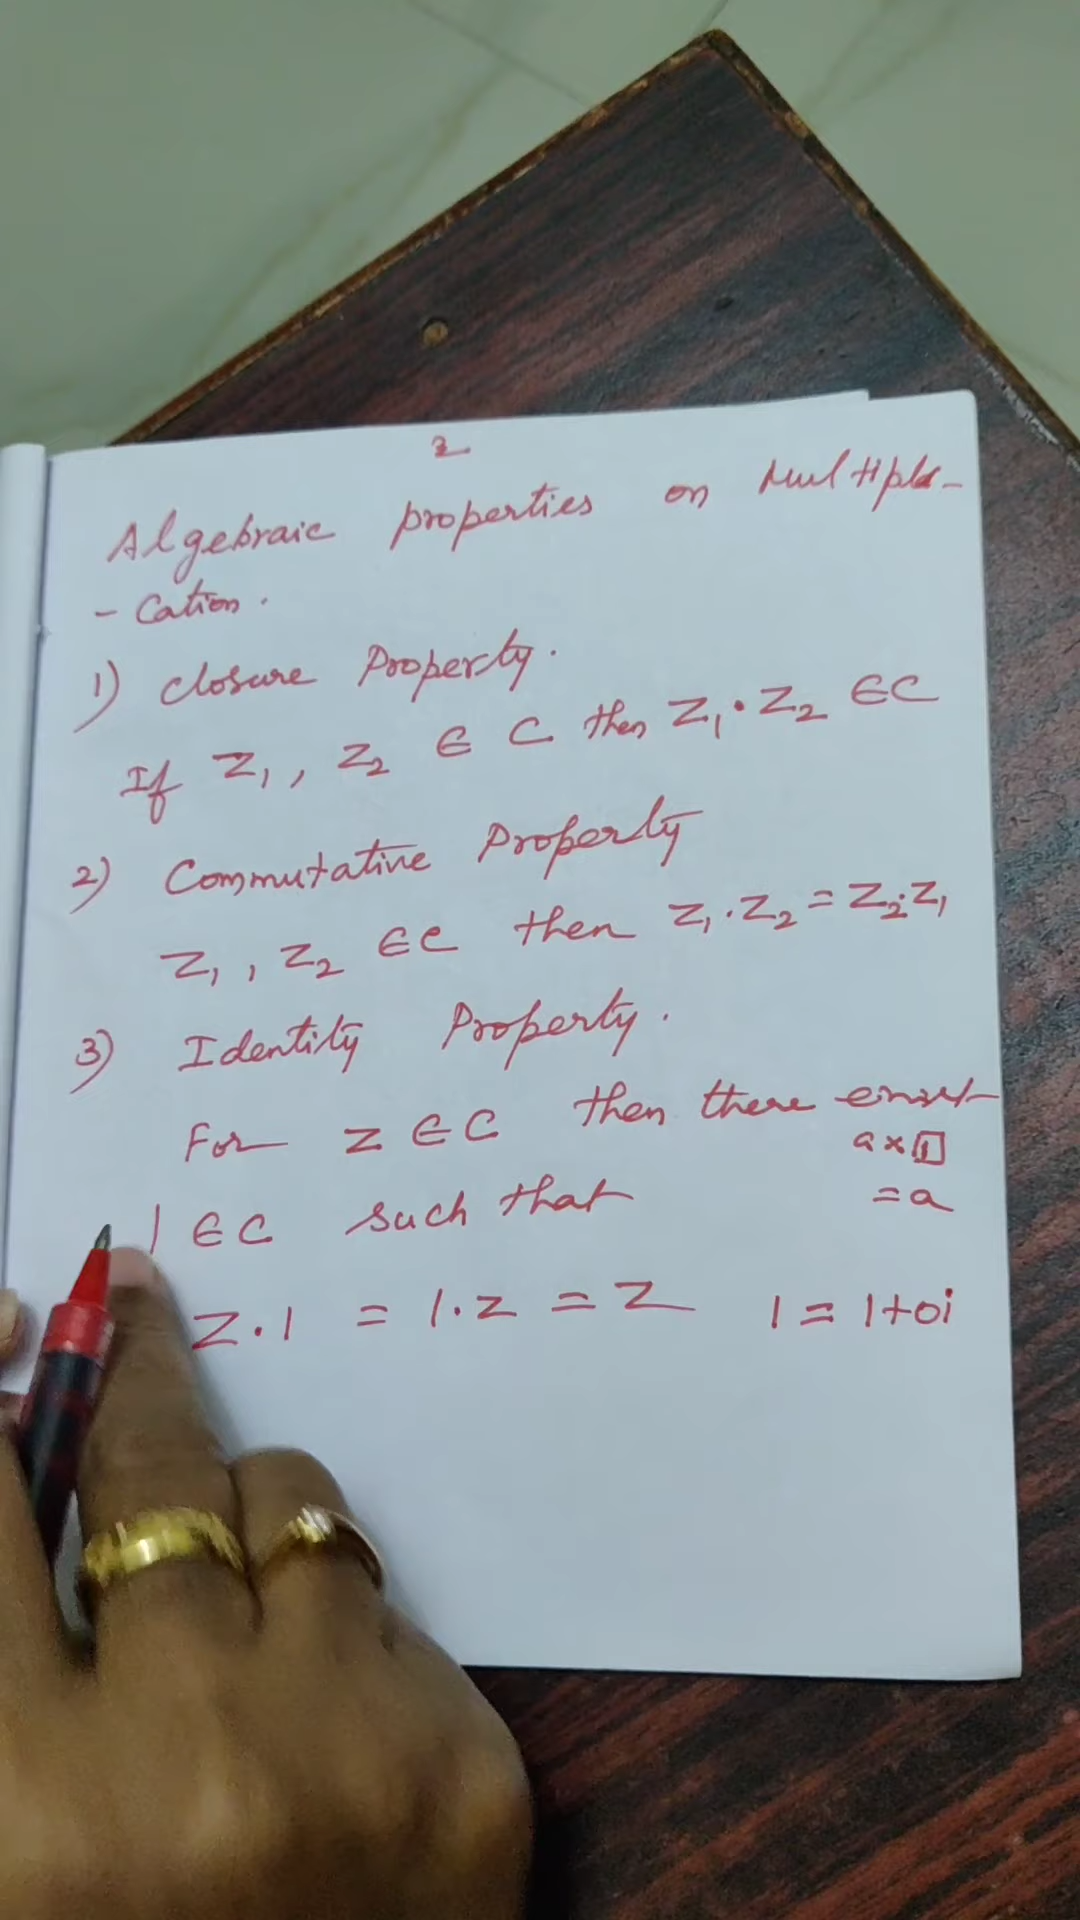 2
Algebraic properties on Multipli-
- cation.
1) Closure Property.
If Z₁, Z₂ ∈ C then Z₁·Z₂ ∈C
2) Commutative Property
Z₁, Z₂ ∈C then Z₁.Z₂ = Z₂.Z₁
3) Identity Property.
For Z ∈ C then there exist
a×1
1 ∈C such that
=a
Z.1 = 1.Z = Z 1 = 1+0i